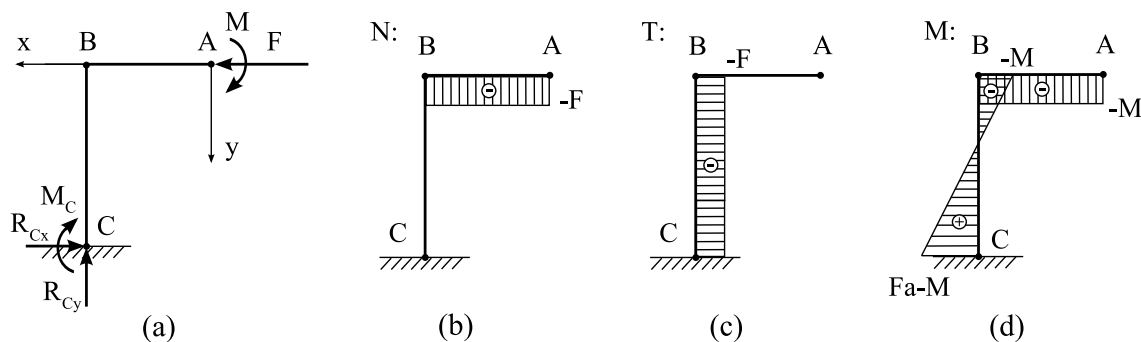 M
x B A F
y
M_C
R_Cx C
R_Cy
(a)
N:
B A
-F
C
(b)
T:
B A
-F
C
(c)
M:
B A
-M
-M
C
Fa-M
(d)